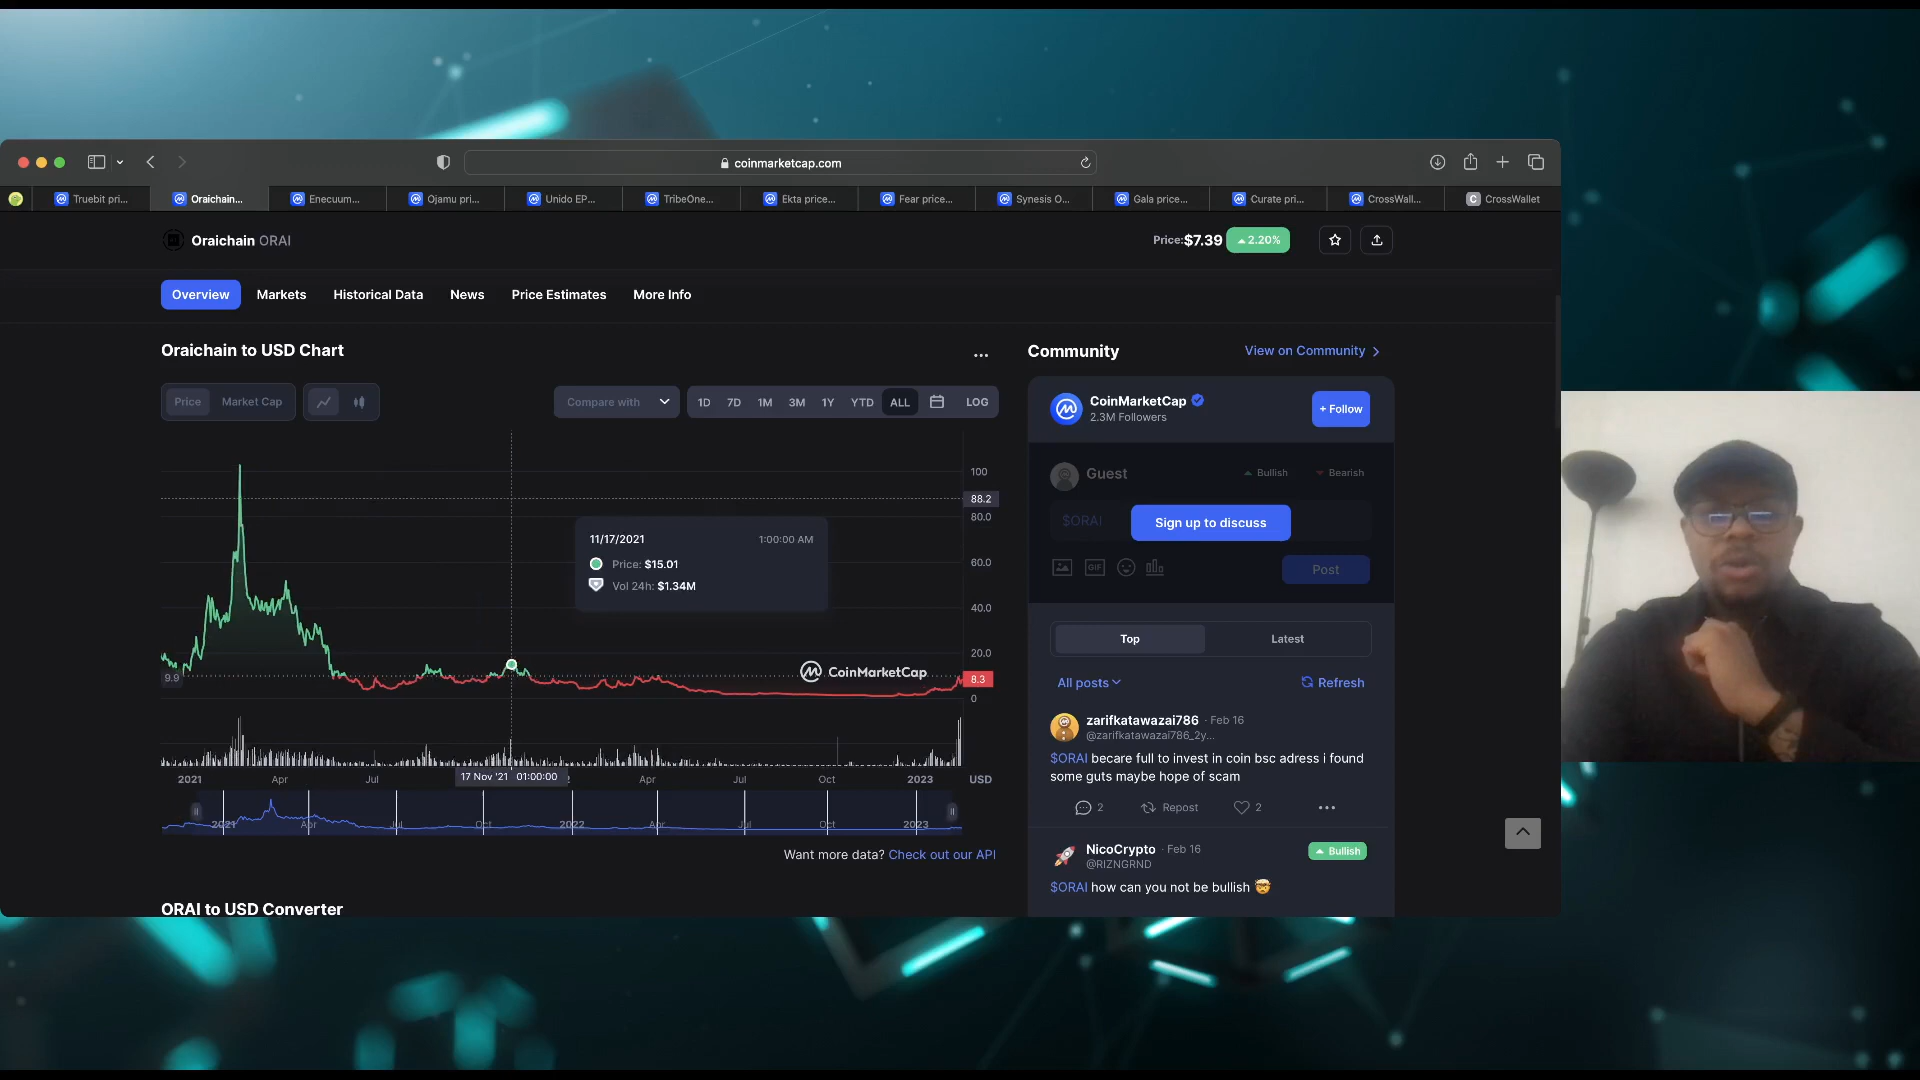 coinmarketcap.com
Truebit pri...
Oraichain...
Enecuum...
Ojamu pri...
Unido EP...
TribeOne...
Ekta price...
Fear price...
Synesis O...
Gala price...
Curate pri...
CrossWall...
C CrossWallet
Oraichain ORAI
Price:$7.39 2.20%
Overview Markets Historical Data News Price Estimates More Info
Oraichain to USD Chart
Price Market Cap
Compare with
1D 7D 1M 3M 1Y YTD ALL LOG
100
88.2
80.0
60.0
40.0
20.0
9.9
8.3
0
11/17/2021 1:00:00 AM
Price: $15.01
Vol 24h: $1.34M
CoinMarketCap
2021 Apr Jul 17 Nov '21 01:00:00 2 Apr Jul Oct 2023 USD
2021 Apr Jul Oct 2022 Apr Jul Oct 2023
Want more data? Check out our API
ORAI to USD Converter
Community View on Community
CoinMarketCap
2.3M Followers
+ Follow
Guest Bullish Bearish
$ORAI Sign up to discuss
GIF Post
Top Latest
All posts Refresh
zarifkatawazai786 · Feb 16
@zarifkatawazai786_2y...
$ORAI becare full to invest in coin bsc adress i found
some guts maybe hope of scam
2 Repost 2
NicoCrypto · Feb 16
@RIZNGRND
Bullish
$ORAI how can you not be bullish 🤯